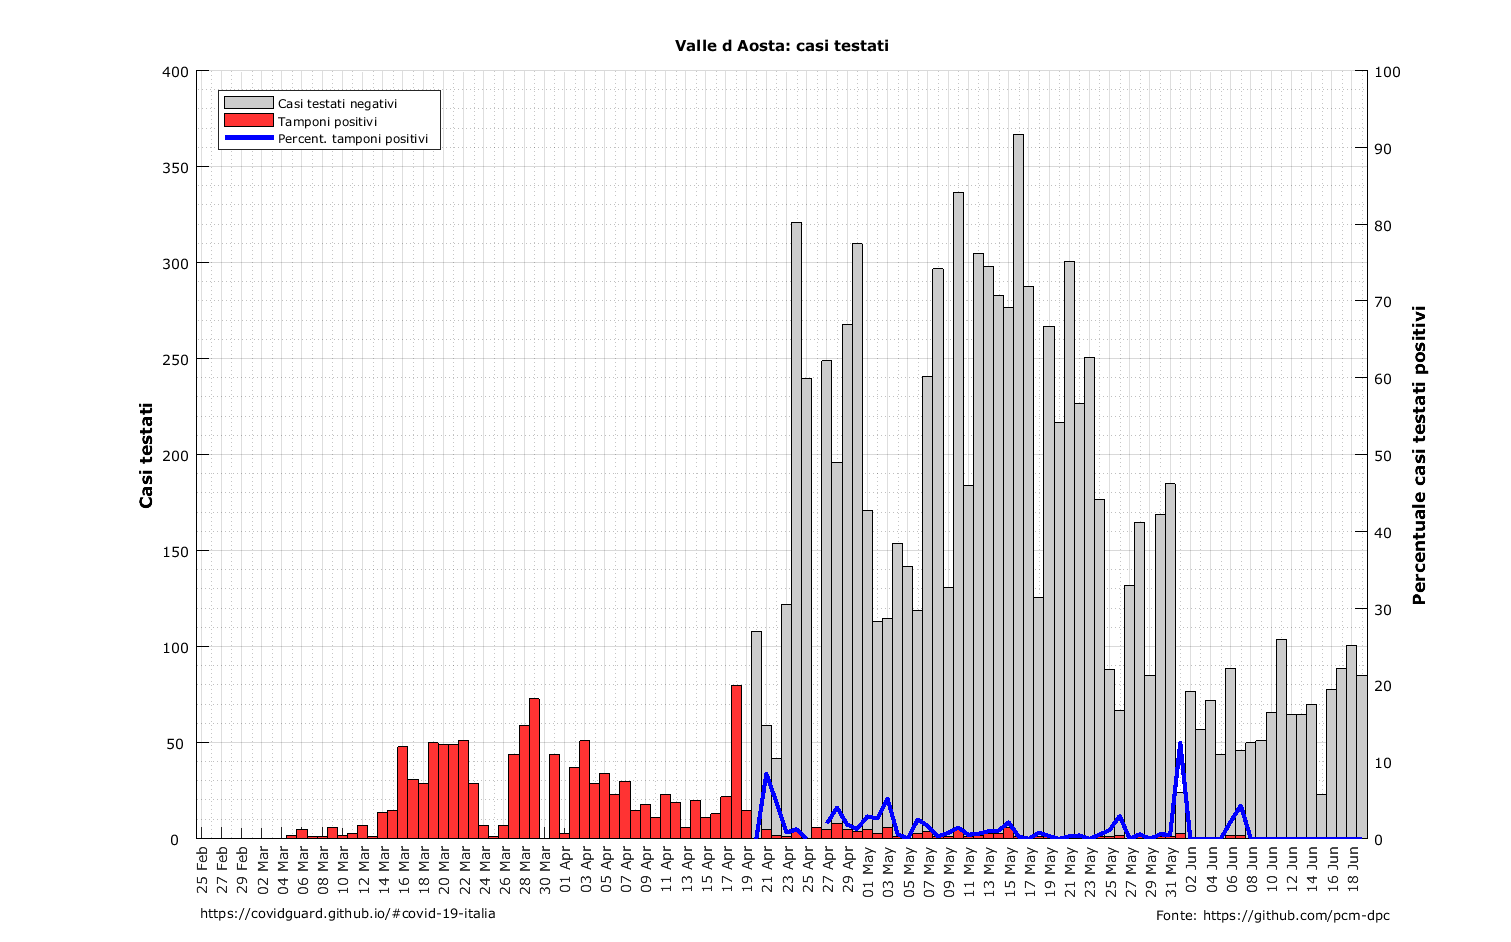 Valle d Aosta: casi testati
Casi testati negativi
Tamponi positivi
Percent. tamponi positivi
Casi testati
400
350
300
250
200
150
100
50
0
100
90
80
70
60
50
40
30
20
10
0
Percentuale casi testati positivi
25 Feb
27 Feb
29 Feb
02 Mar
04 Mar
06 Mar
08 Mar
10 Mar
12 Mar
14 Mar
16 Mar
18 Mar
20 Mar
22 Mar
24 Mar
26 Mar
28 Mar
30 Mar
01 Apr
03 Apr
05 Apr
07 Apr
09 Apr
11 Apr
13 Apr
15 Apr
17 Apr
19 Apr
21 Apr
23 Apr
25 Apr
27 Apr
29 Apr
01 May
03 May
05 May
07 May
09 May
11 May
13 May
15 May
17 May
19 May
21 May
23 May
25 May
27 May
29 May
31 May
02 Jun
04 Jun
06 Jun
08 Jun
10 Jun
12 Jun
14 Jun
16 Jun
18 Jun
https://covidguard.github.io/#covid-19-italia
Fonte: https://github.com/pcm-dpc